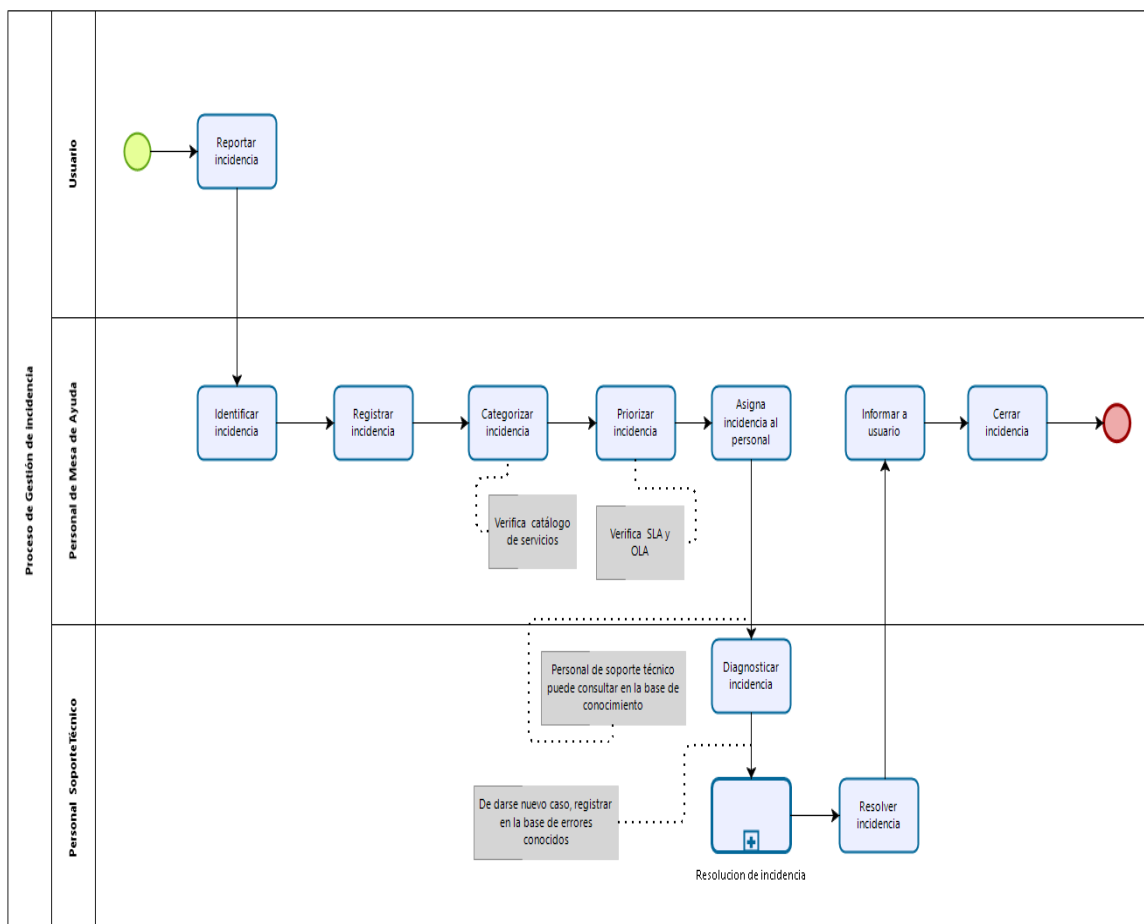 Proceso de Gestión de Incidencia
Usuario
Reportar
incidencia
Personal de Mesa de Ayuda
Identificar
incidencia
Registrar
incidencia
Categorizar
incidencia
Priorizar
incidencia
Asigna
incidencia al
personal
Informar a
usuario
Cerrar
incidencia
Verifica catálogo
de servicios
Verifica SLA y
OLA
Personal SoporteTécnico
Diagnosticar
incidencia
Personal de soporte técnico
puede consultar en la base de
conocimiento
De darse nuevo caso, registrar
en la base de errores
conocidos
Resolucion de incidencia
Resolver
incidencia